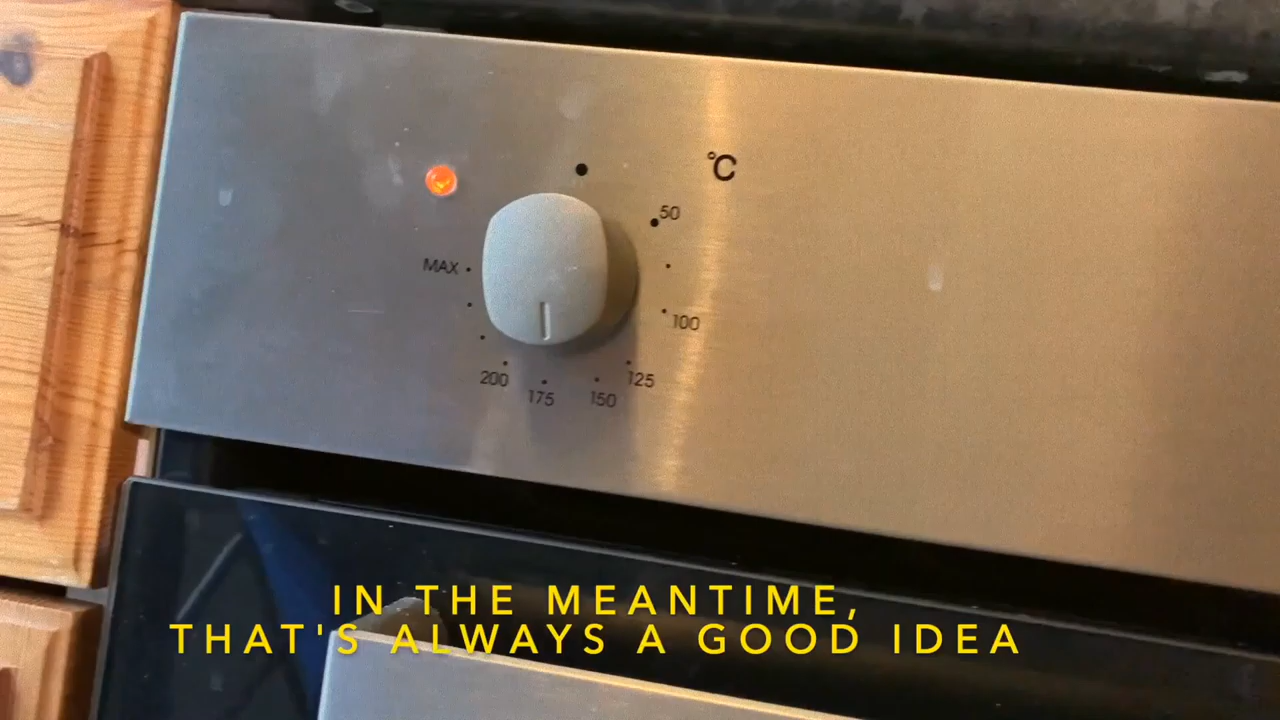 °C
50
MAX
100
200
175
150
125
IN THE MEANTIME,
THAT'S ALWAYS A GOOD IDEA